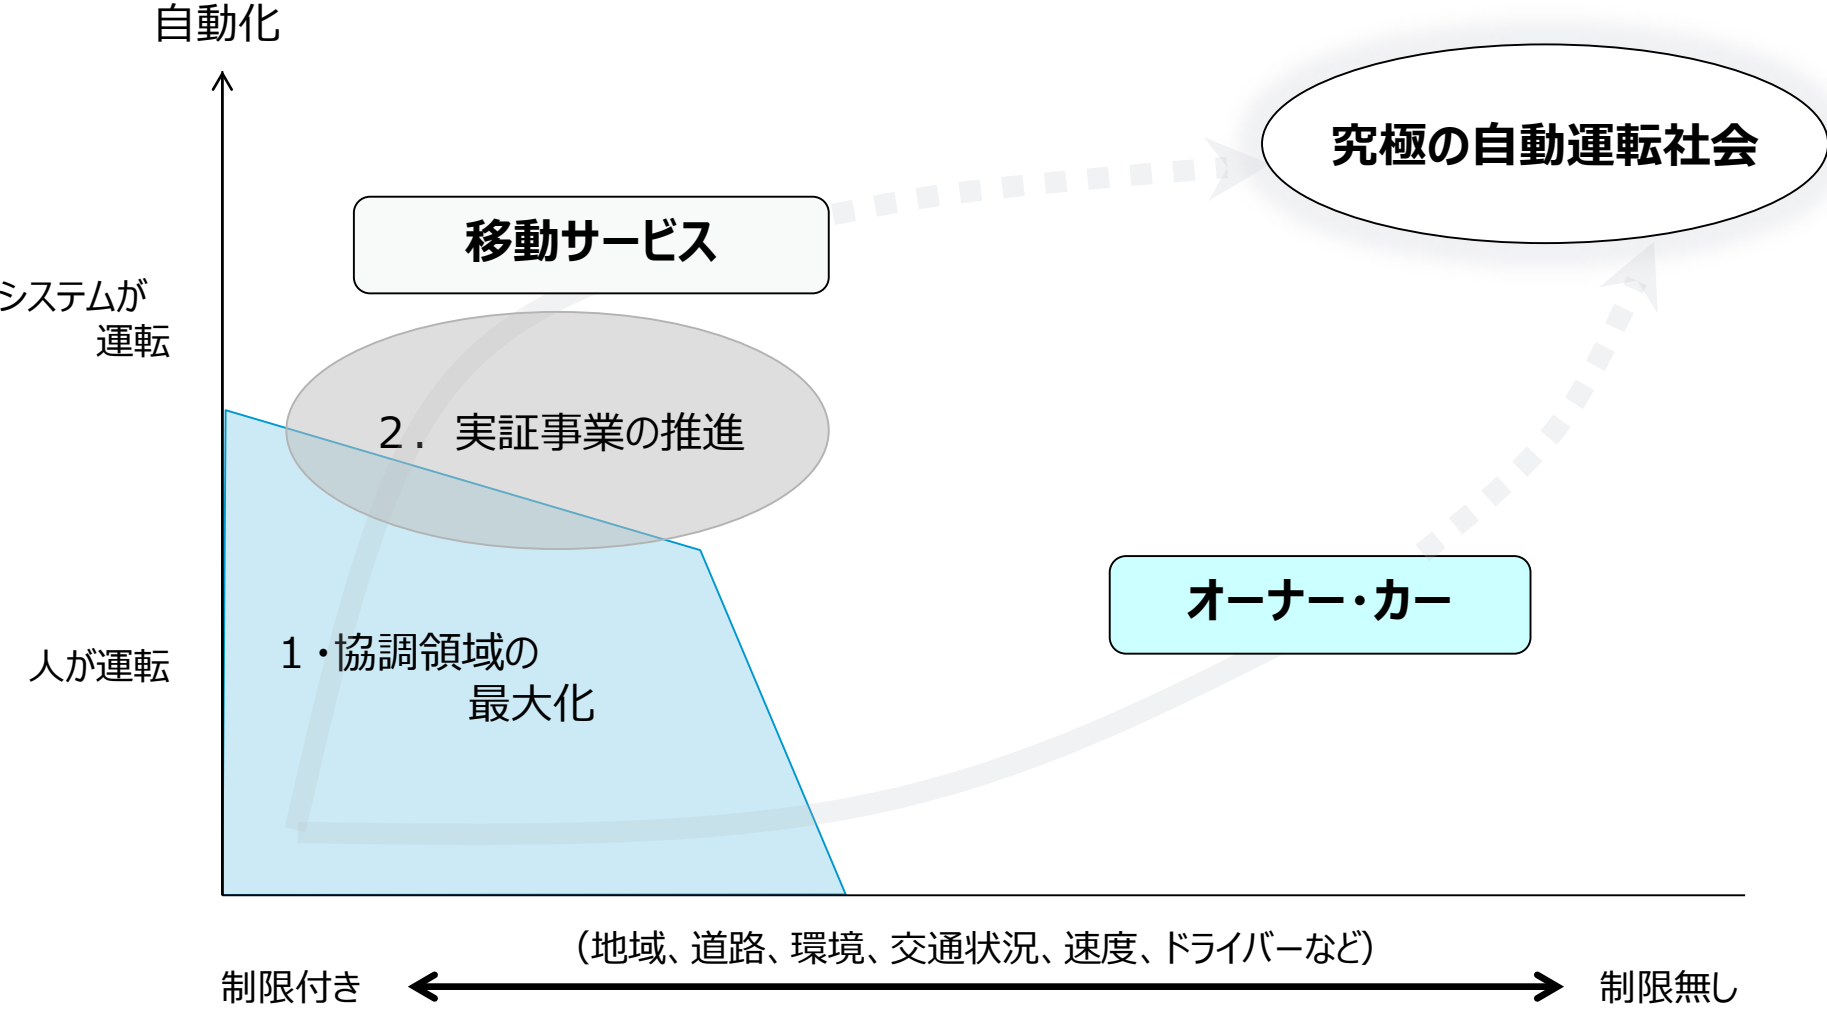 自動化
究極の自動運転社会
移動サービス
システムが
運転
２．実証事業の推進
オーナー・カー
人が運転
１・協調領域の
最大化
（地域、道路、環境、交通状況、速度、ドライバーなど）
制限付き
制限無し